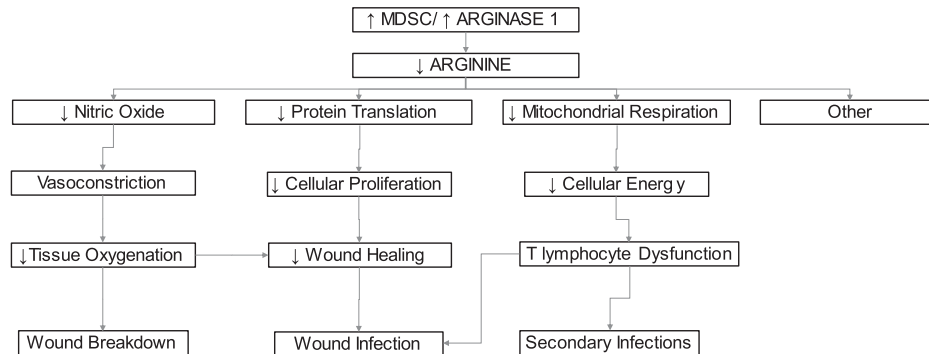 ↑ MDSC/ ↑ ARGINASE 1
↓ ARGININE
↓ Nitric Oxide
↓ Protein Translation
↓ Mitochondrial Respiration
Other
Vasoconstriction
↓ Cellular Proliferation
↓ Cellular Energy
↓Tissue Oxygenation
↓ Wound Healing
T lymphocyte Dysfunction
Wound Breakdown
Wound Infection
Secondary Infections